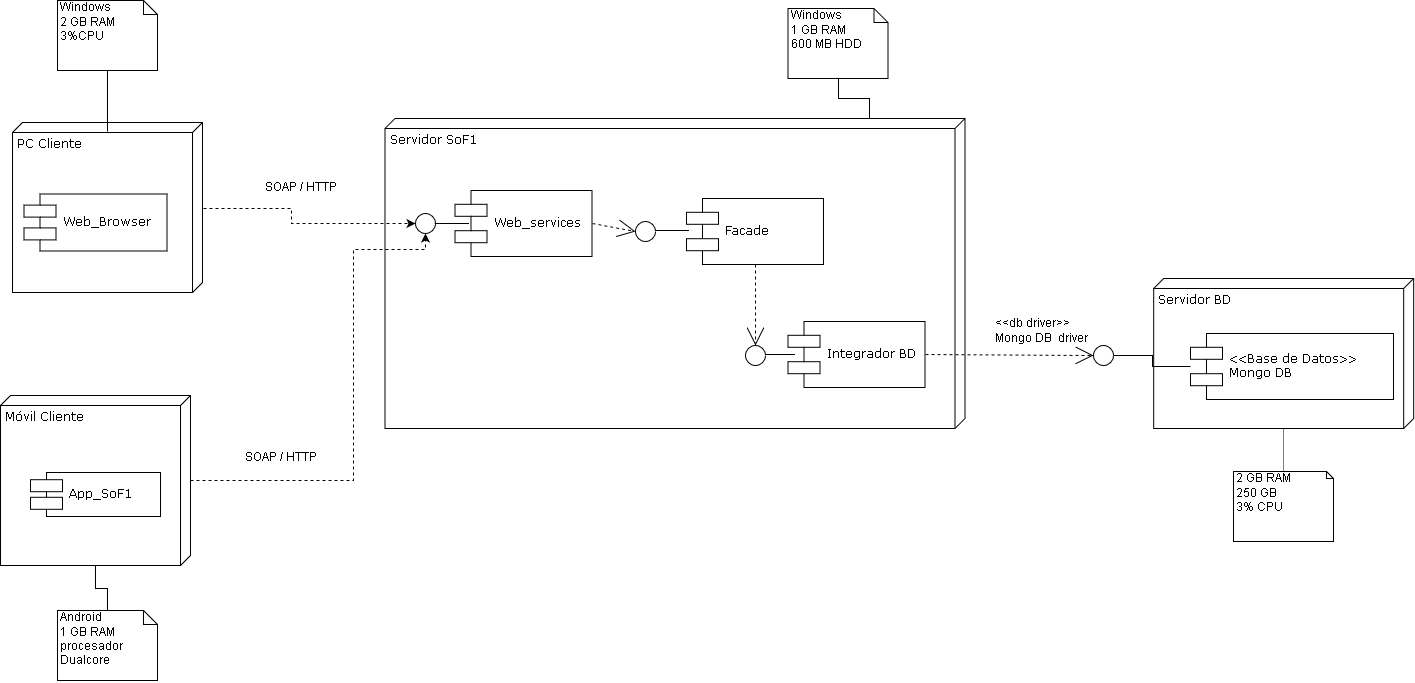 Windows
2 GB RAM
3%CPU
Windows
1 GB RAM
600 MB HDD
PC Cliente
Web_Browser
SOAP / HTTP
Servidor SoF1
Web_services
Facade
Integrador BD
<<db driver>>
Mongo DB  driver
Servidor BD
<<Base de Datos>>
Mongo DB
2 GB RAM
250 GB
3% CPU
Móvil Cliente
App_SoF1
SOAP / HTTP
Android
1 GB RAM
procesador
Dualcore